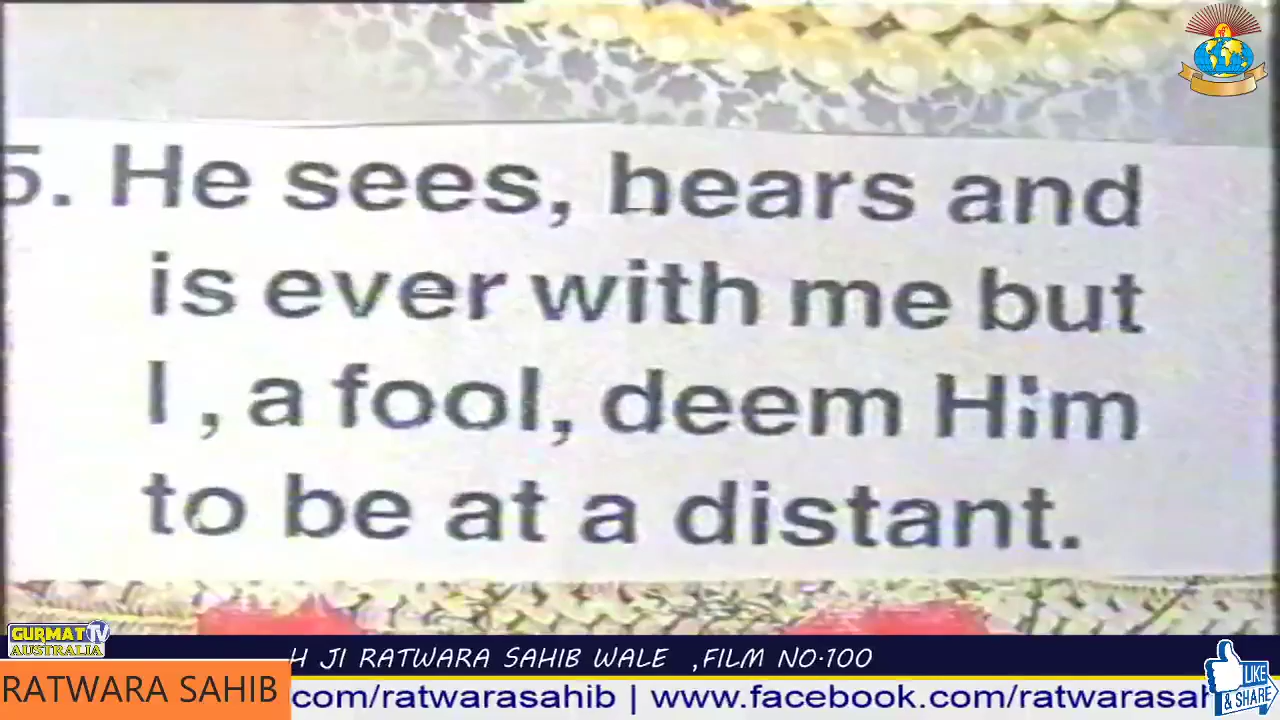 5. He sees, hears and
is ever with me but
I , a fool, deem Him
to be at a distant.
GURMAT TV
AUSTRALIA
H JI RATWARA SAHIB WALE ,FILM NO.100
RATWARA SAHIB
com/ratwarasahib | www.facebook.com/ratwarasah
LIKE
& SHARE